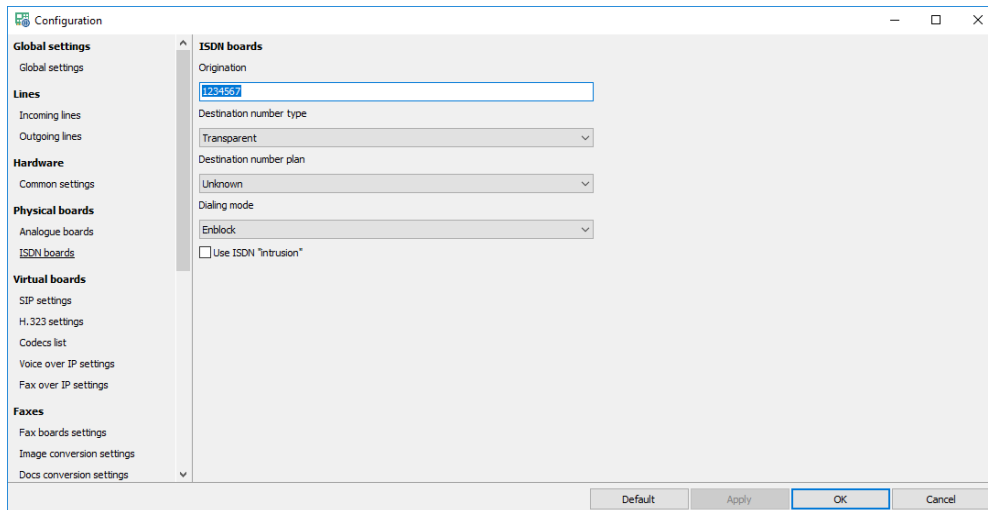 Configuration
Global settings
Global settings
Lines
Incoming lines
Outgoing lines
Hardware
Common settings
Physical boards
Analogue boards
ISDN boards
Virtual boards
SIP settings
H.323 settings
Codecs list
Voice over IP settings
Fax over IP settings
Faxes
Fax boards settings
Image conversion settings
Docs conversion settings
ISDN boards
Origination
1234567
Destination number type
Transparent
Destination number plan
Unknown
Dialing mode
Enblock
Use ISDN "intrusion"
Default Apply OK Cancel